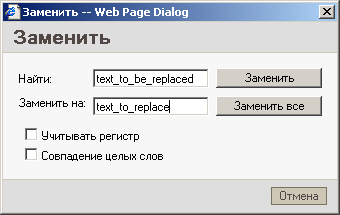 Заменить -- Web Page Dialog
Заменить
Найти: text_to_be_replaced Заменить
Заменить на: text_to_replace Заменить все
Учитывать регистр
Совпадение целых слов
Отмена